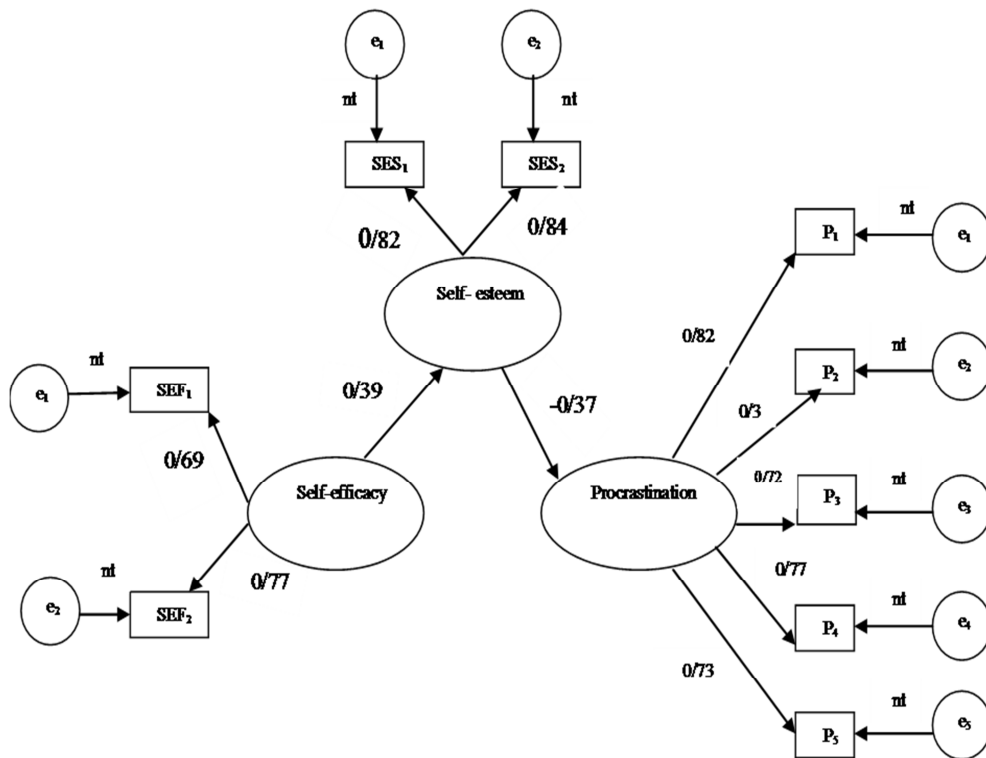 e₁
e₂
nt
nt
SES₁
SES₂
0/82
0/84
Self- esteem
P₁
nt
e₁
0/82
P₂
nt
e₂
0/3
nt
SEF₁
e₁
0/39
-0/37
0/69
Self-efficacy
Procrastination
0/72
P₃
nt
e₃
0/77
nt
e₂
SEF₂
0/77
P₄
nt
e₄
0/73
P₅
nt
e₅